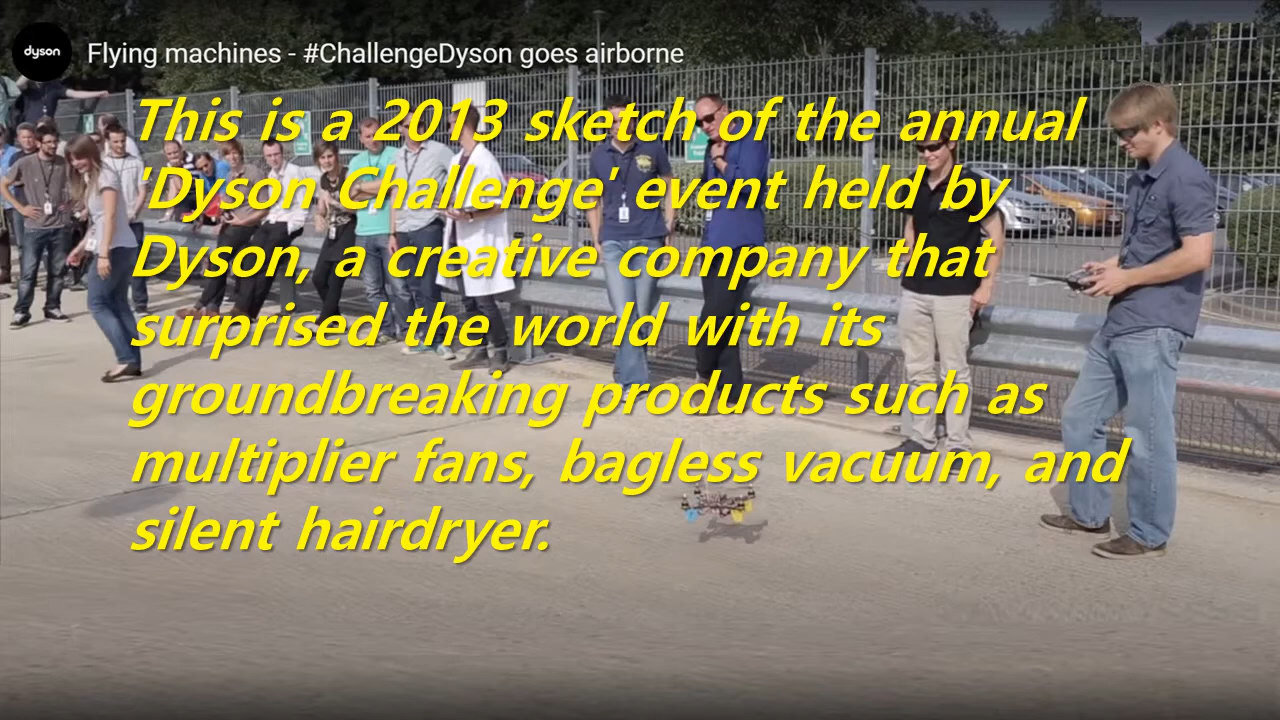 dyson
Flying machines - #ChallengeDyson goes airborne
This is a 2013 sketch of the annual
'Dyson Challenge' event held by
Dyson, a creative company that
surprised the world with its
groundbreaking products such as
multiplier fans, bagless vacuum, and
silent hairdryer.